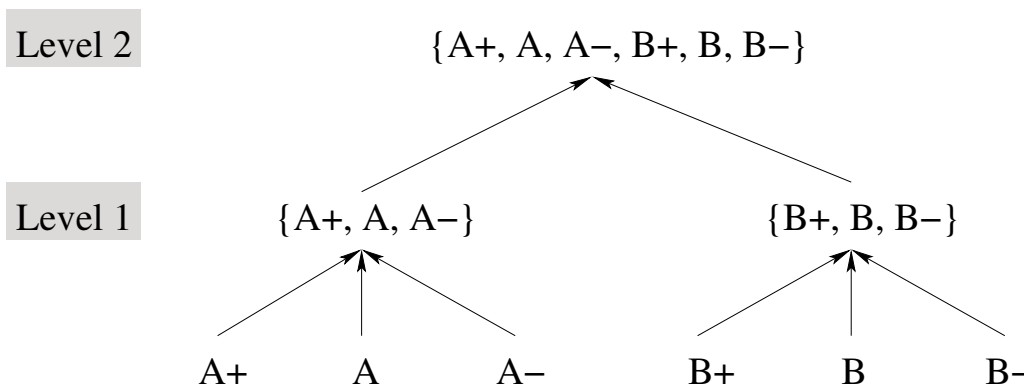 Level 2 {A+, A, A−, B+, B, B−}
Level 1 {A+, A, A−} {B+, B, B−}
A+ A A− B+ B B−